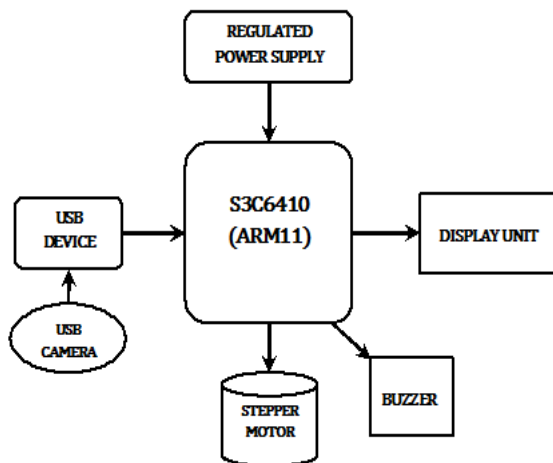 REGULATED
POWER SUPPLY
S3C6410
(ARM11)
USB
DEVICE
DISPLAY UNIT
USB
CAMERA
STEPPER
MOTOR
BUZZER